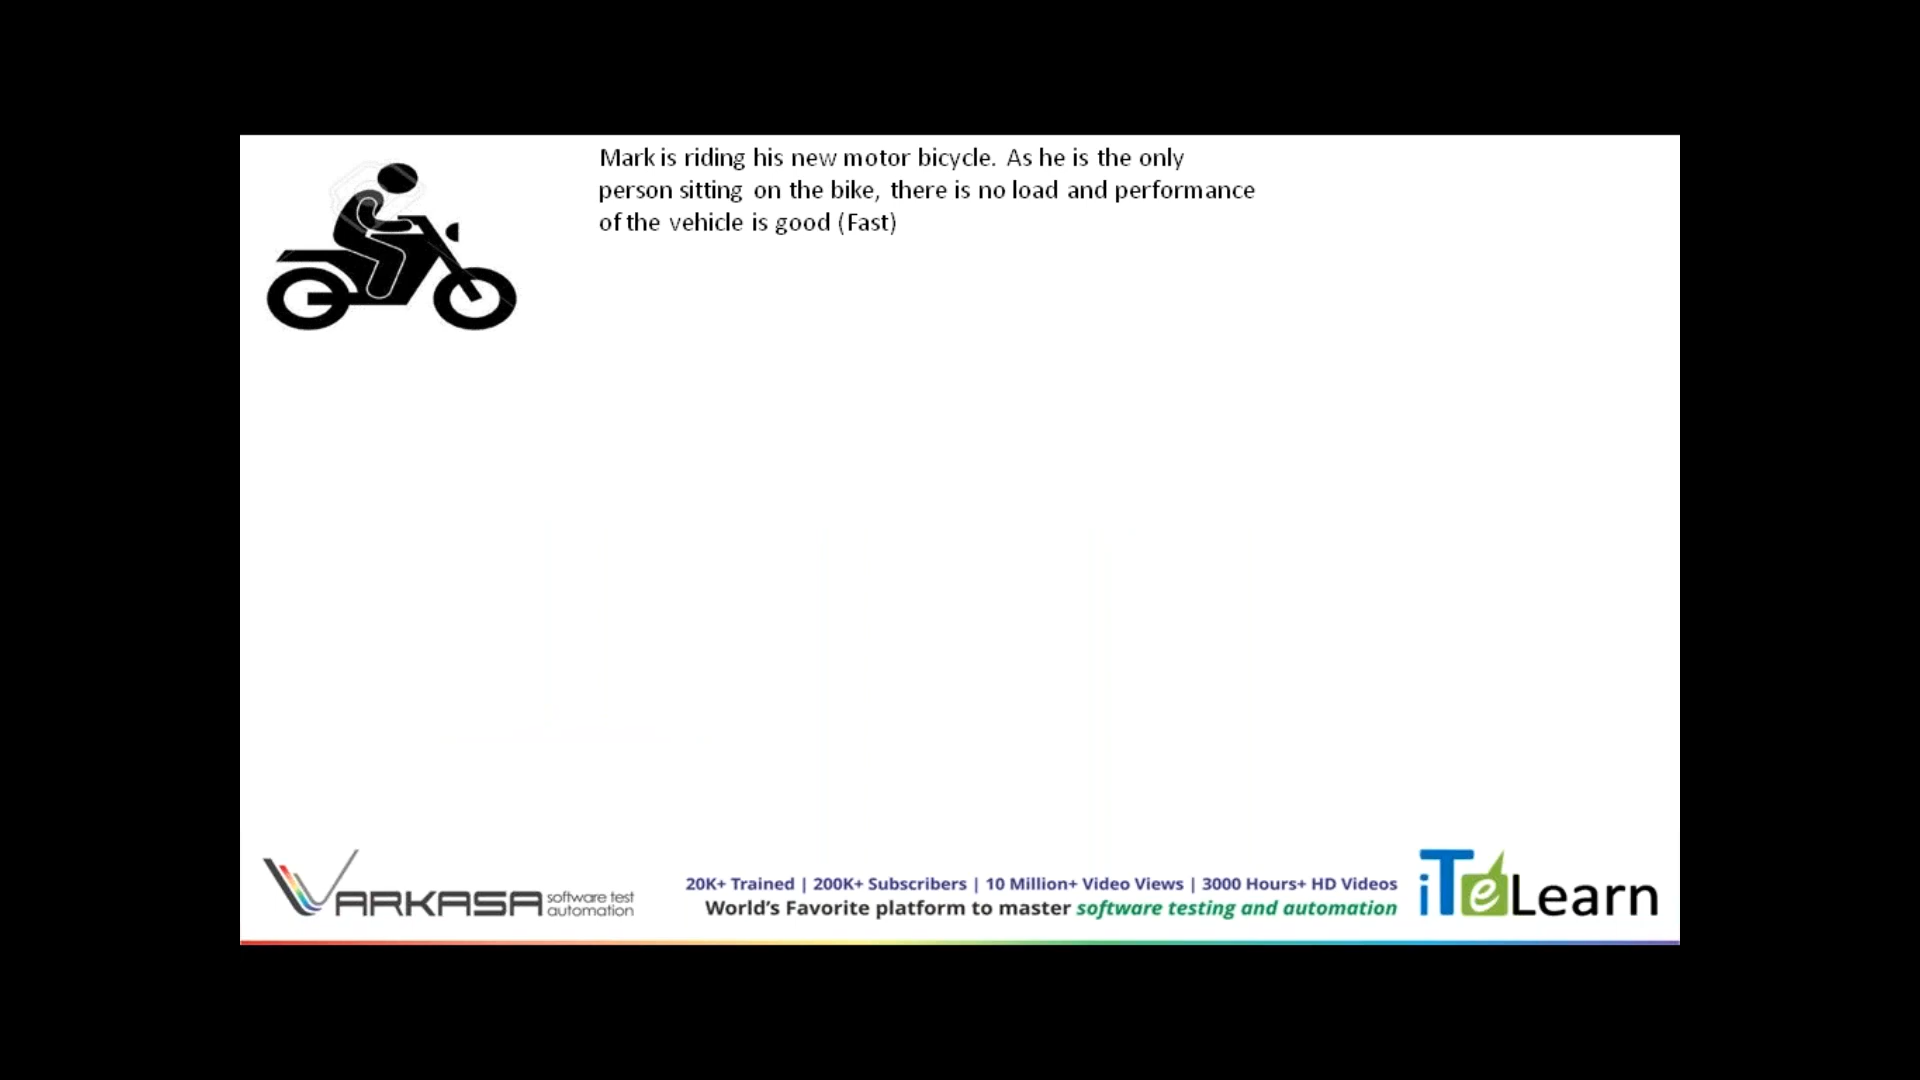 Mark is riding his new motor bicycle. As he is the only
person sitting on the bike, there is no load and performance
of the vehicle is good (Fast)
VARKASA software test
automation
20K+ Trained | 200K+ Subscribers | 10 Million+ Video Views | 3000 Hours+ HD Videos
World's Favorite platform to master software testing and automation
iTeLearn